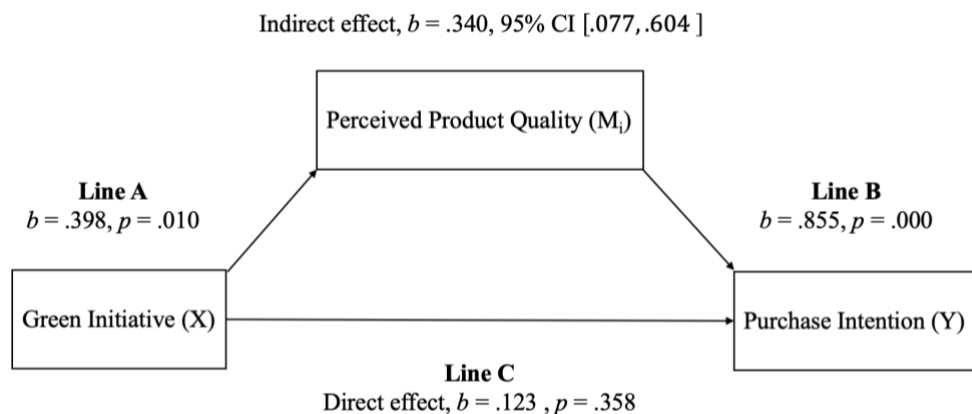 Indirect effect, b = .340, 95% CI [.077, .604 ]
Perceived Product Quality (Mᵢ)
Line A
b = .398, p = .010
Line B
b = .855, p = .000
Green Initiative (X)
Purchase Intention (Y)
Line C
Direct effect, b = .123 , p = .358